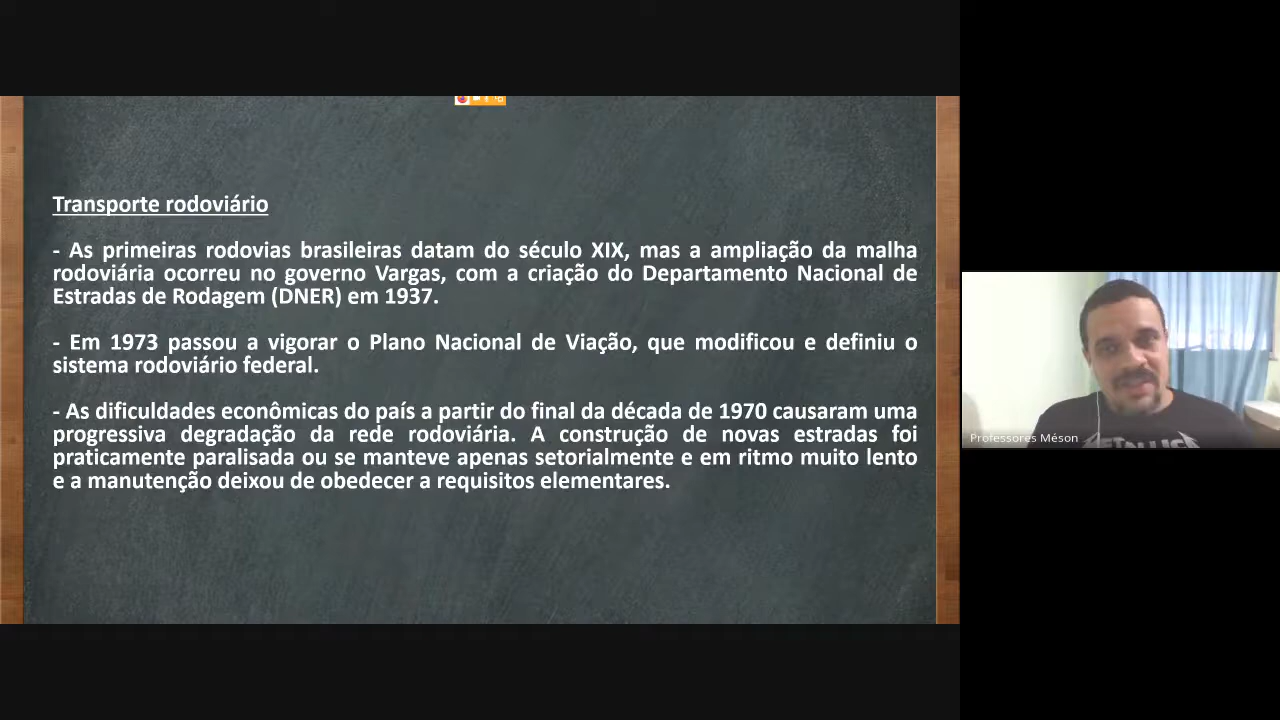 Transporte rodoviário
- As primeiras rodovias brasileiras datam do século XIX, mas a ampliação da malha
rodoviária ocorreu no governo Vargas, com a criação do Departamento Nacional de
Estradas de Rodagem (DNER) em 1937.
- Em 1973 passou a vigorar o Plano Nacional de Viação, que modificou e definiu o
sistema rodoviário federal.
- As dificuldades econômicas do país a partir do final da década de 1970 causaram uma
progressiva degradação da rede rodoviária. A construção de novas estradas foi
praticamente paralisada ou se manteve apenas setorialmente e em ritmo muito lento
e a manutenção deixou de obedecer a requisitos elementares.
Professores Méson